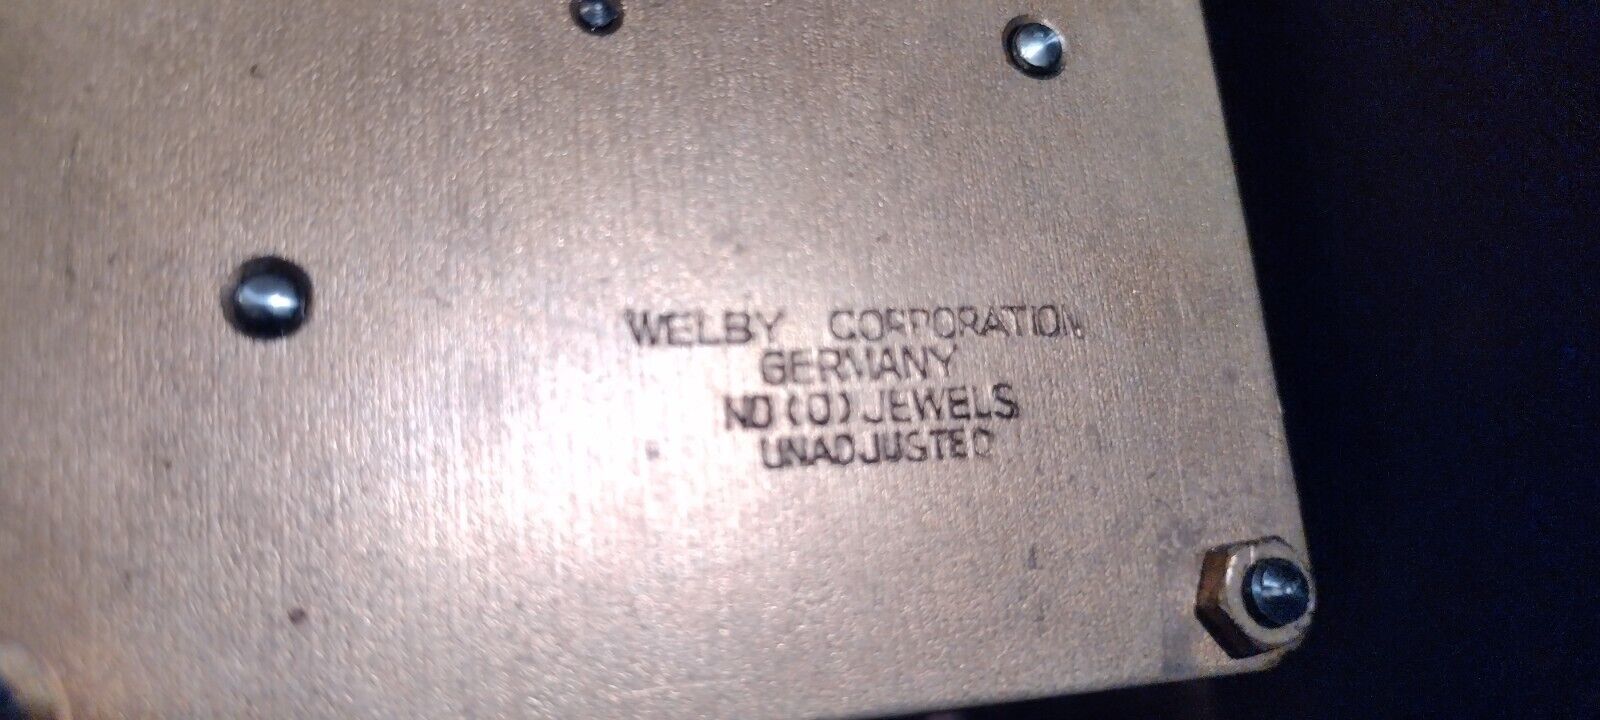 WELBY CORPORATION
GERMANY
NO (0) JEWELS
UNADJUSTED